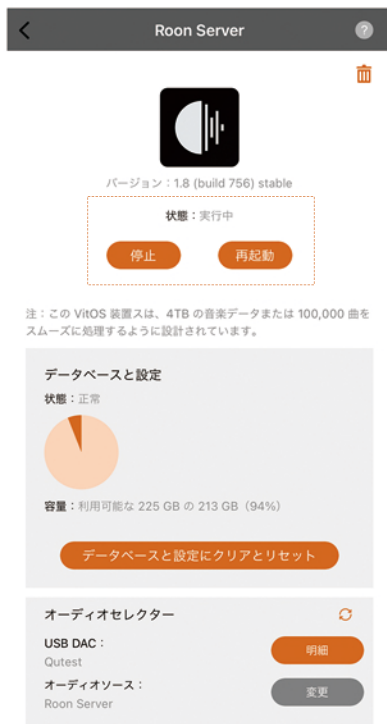 Roon Server
?
バージョン：1.8 (build 756) stable
状態：実行中
停止
再起動
注：この VitOS 装置スは、4TB の音楽データまたは 100,000 曲を
スムーズに処理するように設計されています。
データベースと設定
状態：正常
容量：利用可能な 225 GB の 213 GB（94%）
データベースと設定にクリアとリセット
オーディオセレクター
USB DAC：
Qutest
明細
オーディオソース：
Roon Server
変更